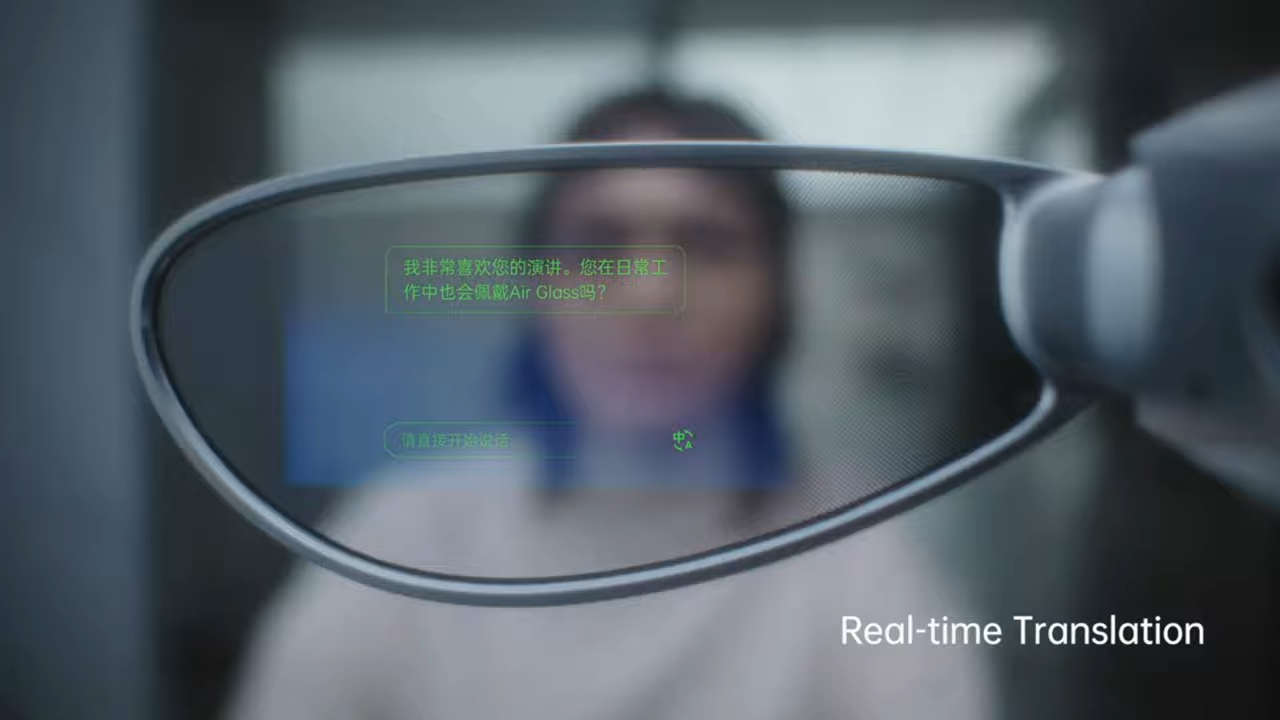 我非常喜欢您的演讲。您在日常工
作中也会佩戴Air Glass吗?
请直接开始说话
中A
Real-time Translation